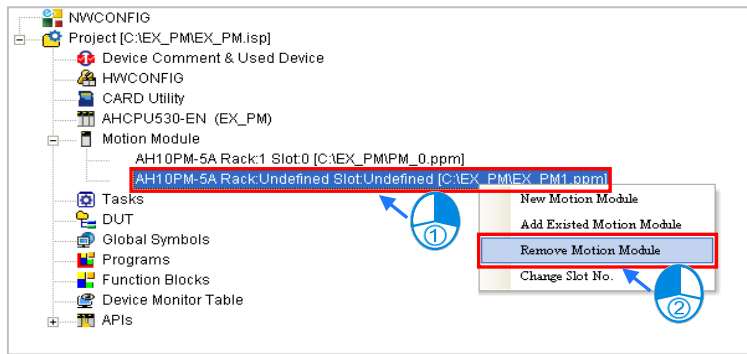 NWCONFIG
Project [C:\EX_PM\EX_PM.isp]
Device Comment & Used Device
HWCONFIG
CARD Utility
AHCPU530-EN (EX_PM)
Motion Module
AH10PM-5A Rack:1 Slot:0 [C:\EX_PM\PM_0.ppm]
AH10PM-5A Rack:Undefined Slot:Undefined [C:\EX_PM\EX_PM1.ppm]
Tasks
DUT
Global Symbols
Programs
Function Blocks
Device Monitor Table
APIs
New Motion Module
Add Existed Motion Module
Remove Motion Module
Change Slot No.
1
2